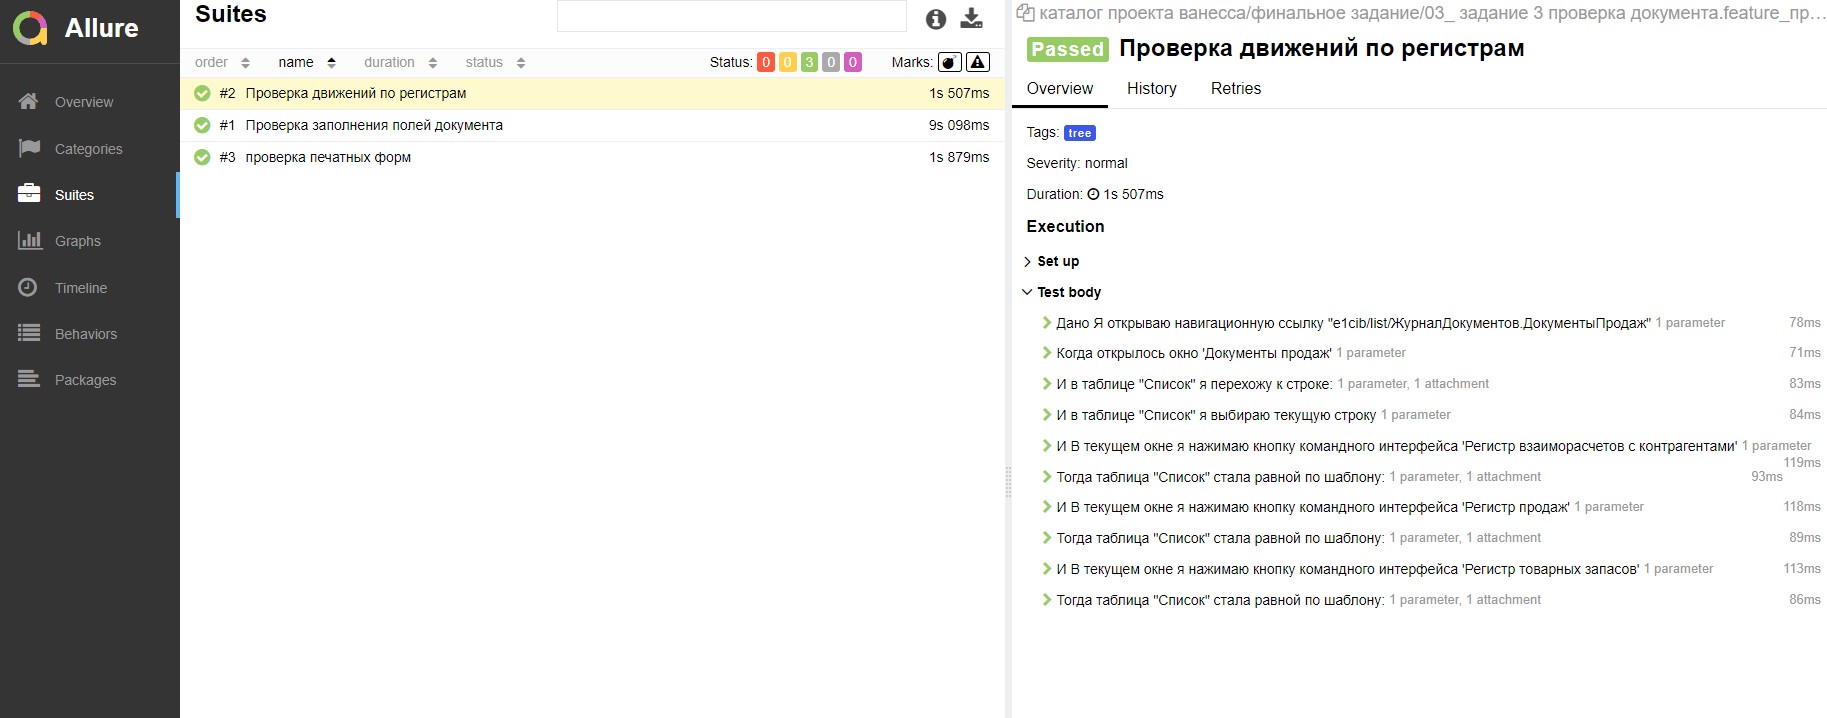 Allure
Overview
Categories
Suites
Graphs
Timeline
Behaviors
Packages
Suites
order name duration status Status: 0 0 3 0 0 Marks:
#2 Проверка движений по регистрам 1s 507ms
#1 Проверка заполнения полей документа 9s 098ms
#3 проверка печатных форм 1s 879ms
каталог проекта ванесса/финальное задание/03_ задание 3 проверка документа.feature_пр...
Passed Проверка движений по регистрам
Overview History Retries
Tags: tree
Severity: normal
Duration: 1s 507ms
Execution
Set up
Test body
Дано Я открываю навигационную ссылку "e1cib/list/ЖурналДокументов.ДокументыПродаж" 1 parameter 78ms
Когда открылось окно 'Документы продаж' 1 parameter 71ms
И в таблице "Список" я перехожу к строке: 1 parameter, 1 attachment 83ms
И в таблице "Список" я выбираю текущую строку 1 parameter 84ms
И В текущем окне я нажимаю кнопку командного интерфейса 'Регистр взаиморасчетов с контрагентами' 1 parameter
119ms
Тогда таблица "Список" стала равной по шаблону: 1 parameter, 1 attachment 93ms
И В текущем окне я нажимаю кнопку командного интерфейса 'Регистр продаж' 1 parameter 118ms
Тогда таблица "Список" стала равной по шаблону: 1 parameter, 1 attachment 89ms
И В текущем окне я нажимаю кнопку командного интерфейса 'Регистр товарных запасов' 1 parameter 113ms
Тогда таблица "Список" стала равной по шаблону: 1 parameter, 1 attachment 86ms